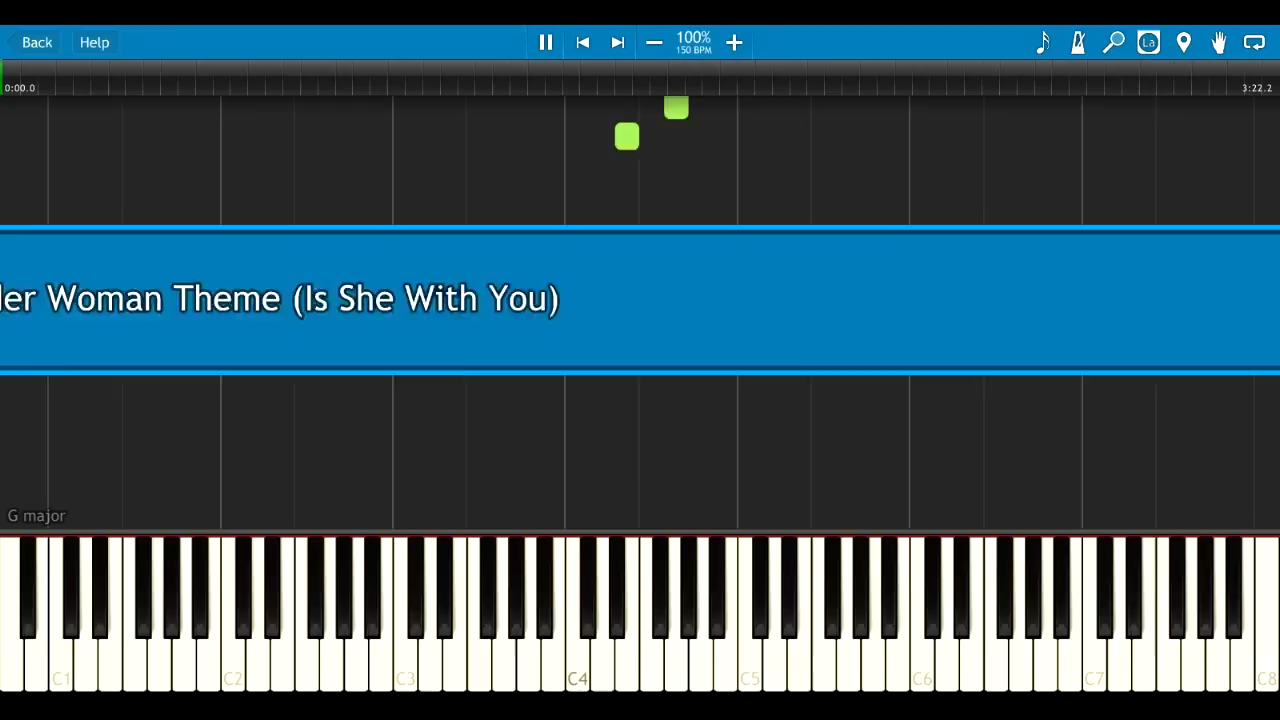 Back Help 100% La
150 BPM
0:00.0 3:22.2
Woman Theme (Is She With You)
G major
C1 C2 C3 C4 C5 C6 C7 C8